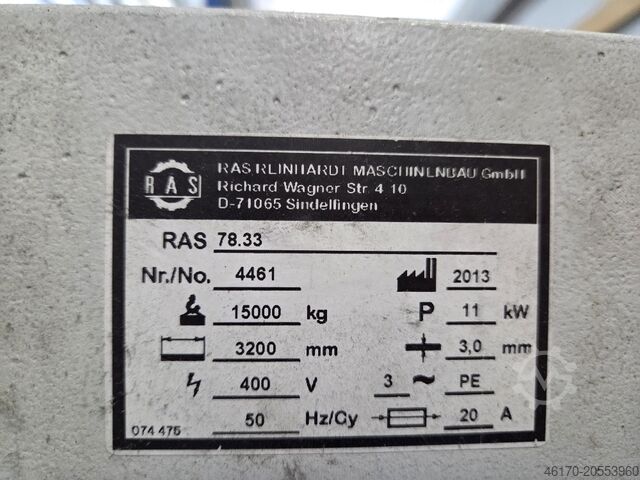 RAS REINHARDT MASCHINENBAU GmbH
RAS
Richard Wagner Str. 4 10
D-71065 Sindelfingen
RAS 78.33
Nr./No. 4461 2013
15000 kg P 11 kW
3200 mm 3,0 mm
400 V 3 ~ PE
50 Hz/Cy 20 A
074 475
46170-20553960